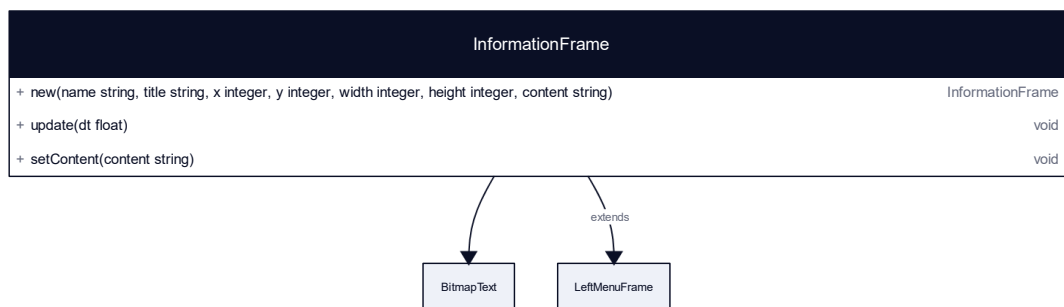 InformationFrame
+ new(name string, title string, x integer, y integer, width integer, height integer, content string) InformationFrame
+ update(dt float) void
+ setContent(content string) void
extends
BitmapText LeftMenuFrame